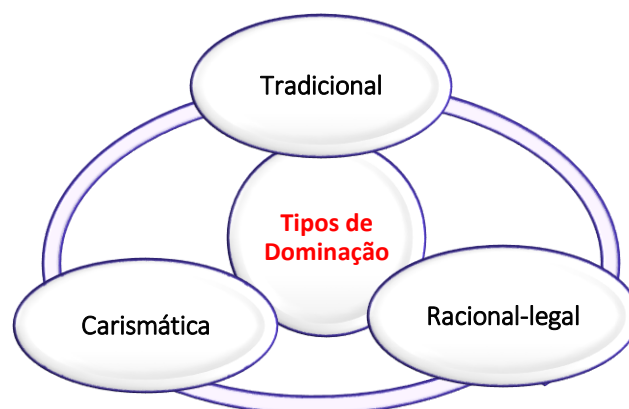 Tradicional
Tipos de
Dominação
Carismática
Racional-legal